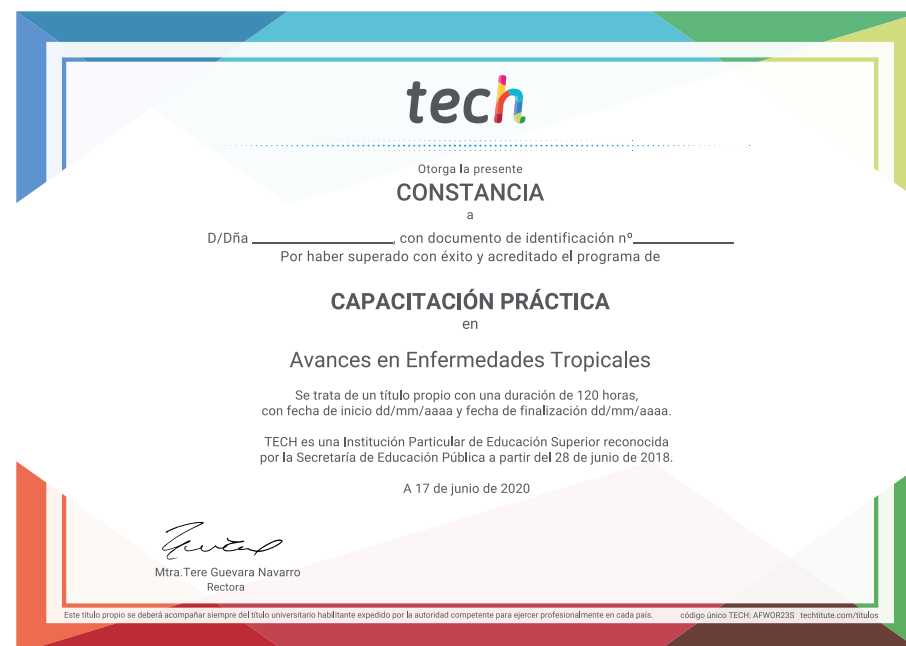 tech
Otorga la presente
CONSTANCIA
a
D/Dña ________________, con documento de identificación nº____________
Por haber superado con éxito y acreditado el programa de
CAPACITACIÓN PRÁCTICA
en
Avances en Enfermedades Tropicales
Se trata de un título propio con una duración de 120 horas,
con fecha de inicio dd/mm/aaaa y fecha de finalización dd/mm/aaaa.
TECH es una Institución Particular de Educación Superior reconocida
por la Secretaría de Educación Pública a partir del 28 de junio de 2018.
A 17 de junio de 2020
Mtra.Tere Guevara Navarro
Rectora
Este título propio se deberá acompañar siempre del título universitario habilitante expedido por la autoridad competente para ejercer profesionalmente en cada país. código único TECH: AFWOR23S techtitute.com/titulos